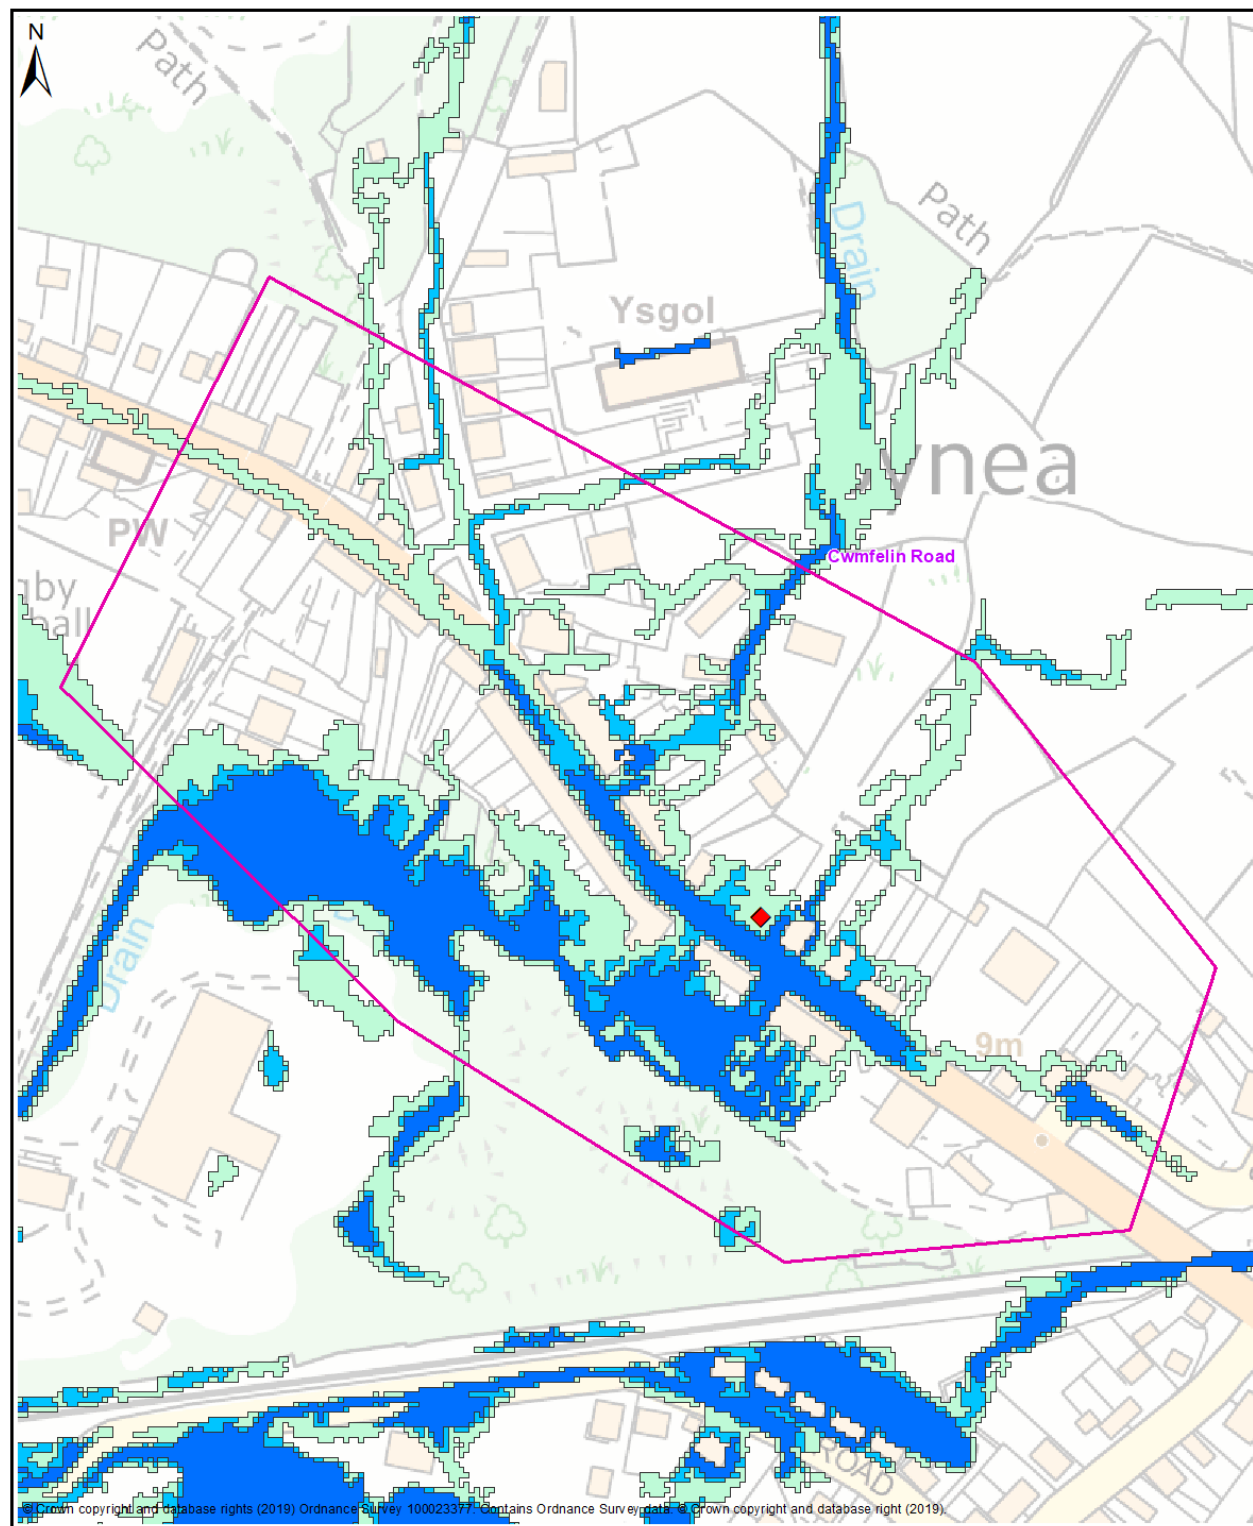 N
Path
Drain
Path
Ysgol
ynea
Cwmfelin Road
PW
gby
ball
Drain
9m
ROAD
© Crown copyright and database rights (2019) Ordnance Survey 100023377. Contains Ordnance Survey data. © Crown copyright and database right (2019).